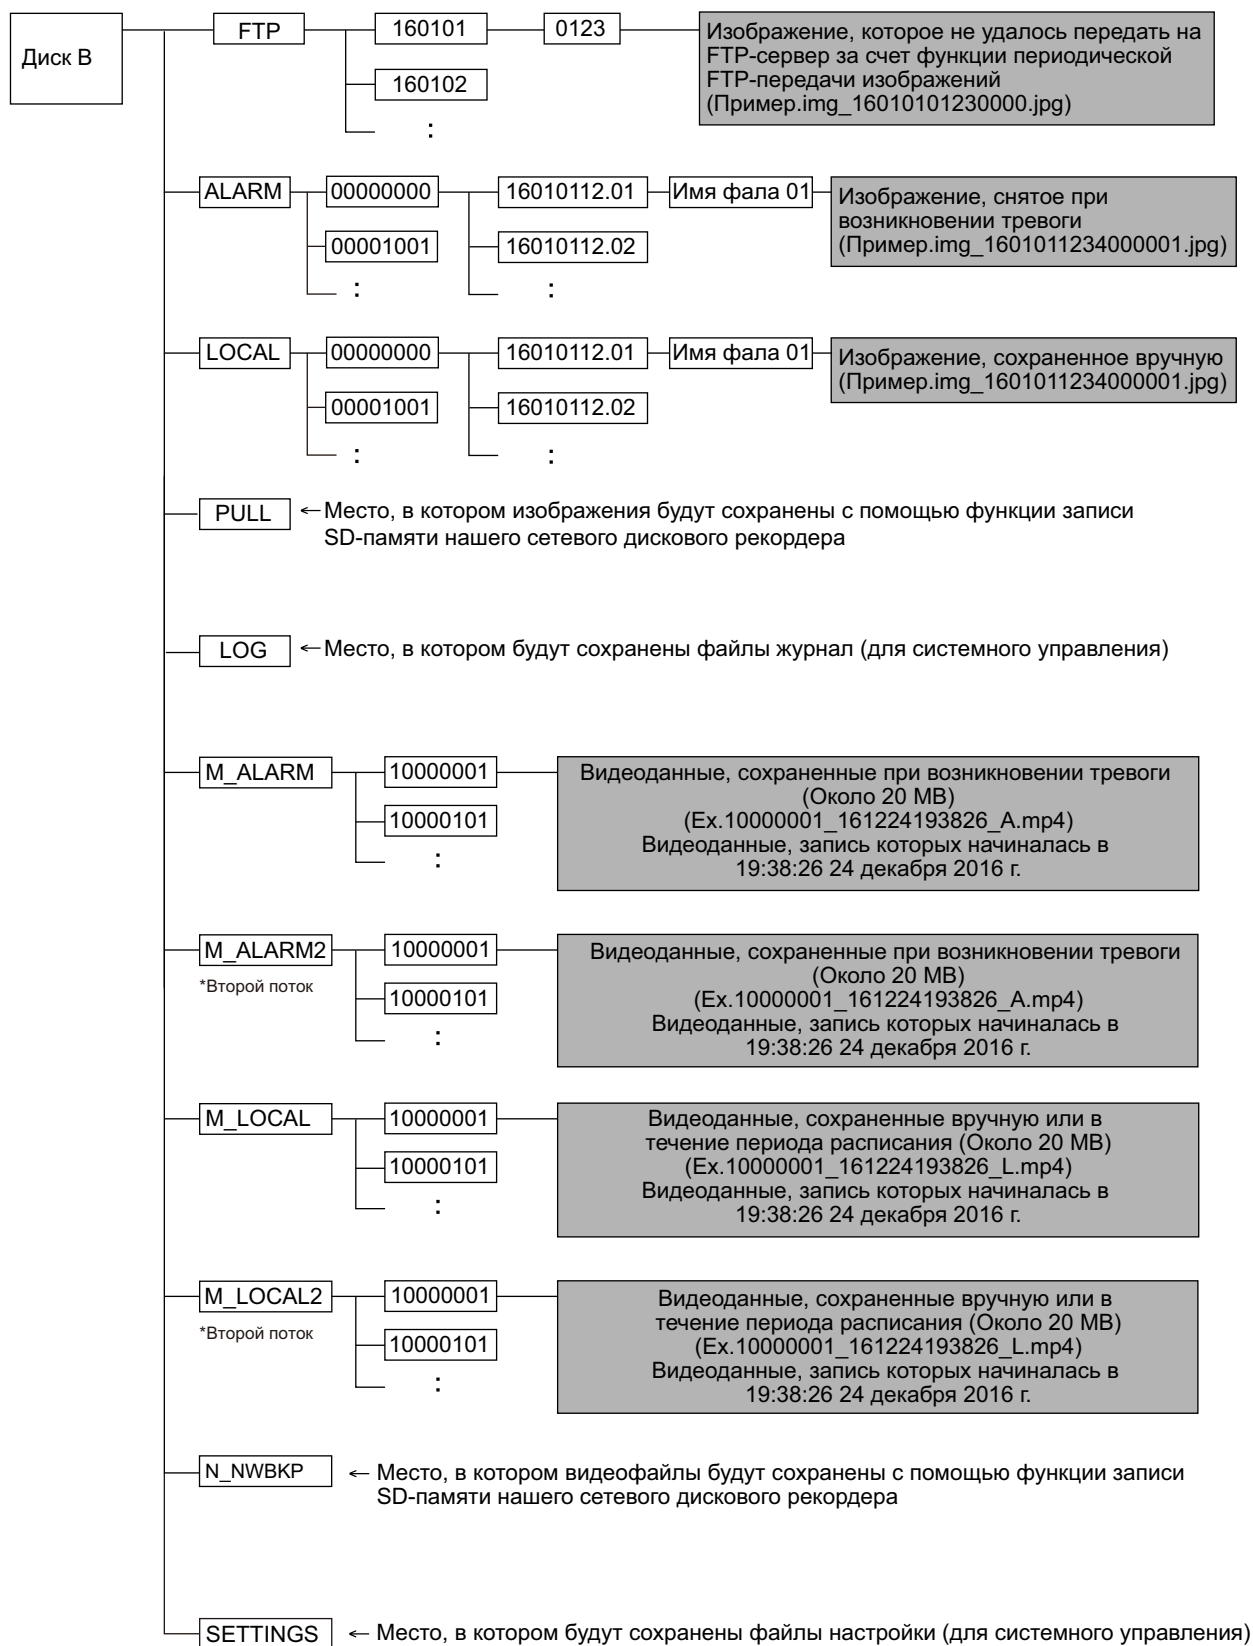 Диск B
FTP
160101
0123
Изображение, которое не удалось передать на
FTP-сервер за счет функции периодической
FTP-передачи изображений
(Пример.img_16010101230000.jpg)
160102
:
ALARM
00000000
16010112.01
Имя фала 01
Изображение, снятое при
возникновении тревоги
(Пример.img_1601011234000001.jpg)
00001001
16010112.02
:
:
LOCAL
00000000
16010112.01
Имя фала 01
Изображение, сохраненное вручную
(Пример.img_1601011234000001.jpg)
00001001
16010112.02
:
:
PULL
←Место, в котором изображения будут сохранены с помощью функции записи
SD-памяти нашего сетевого дискового рекордера
LOG
←Место, в котором будут сохранены файлы журнал (для системного управления)
M_ALARM
10000001
Видеоданные, сохраненные при возникновении тревоги
(Около 20 MB)
(Ex.10000001_161224193826_A.mp4)
Видеоданные, запись которых начиналась в
19:38:26 24 декабря 2016 г.
10000101
:
M_ALARM2
*Второй поток
10000001
Видеоданные, сохраненные при возникновении тревоги
(Около 20 MB)
(Ex.10000001_161224193826_A.mp4)
Видеоданные, запись которых начиналась в
19:38:26 24 декабря 2016 г.
10000101
:
M_LOCAL
10000001
Видеоданные, сохраненные вручную или в
течение периода расписания (Около 20 MB)
(Ex.10000001_161224193826_L.mp4)
Видеоданные, запись которых начиналась в
19:38:26 24 декабря 2016 г.
10000101
:
M_LOCAL2
*Второй поток
10000001
Видеоданные, сохраненные вручную или в
течение периода расписания (Около 20 MB)
(Ex.10000001_161224193826_L.mp4)
Видеоданные, запись которых начиналась в
19:38:26 24 декабря 2016 г.
10000101
:
N_NWBKP
← Место, в котором видеофайлы будут сохранены с помощью функции записи
SD-памяти нашего сетевого дискового рекордера
SETTINGS
← Место, в котором будут сохранены файлы настройки (для системного управления)